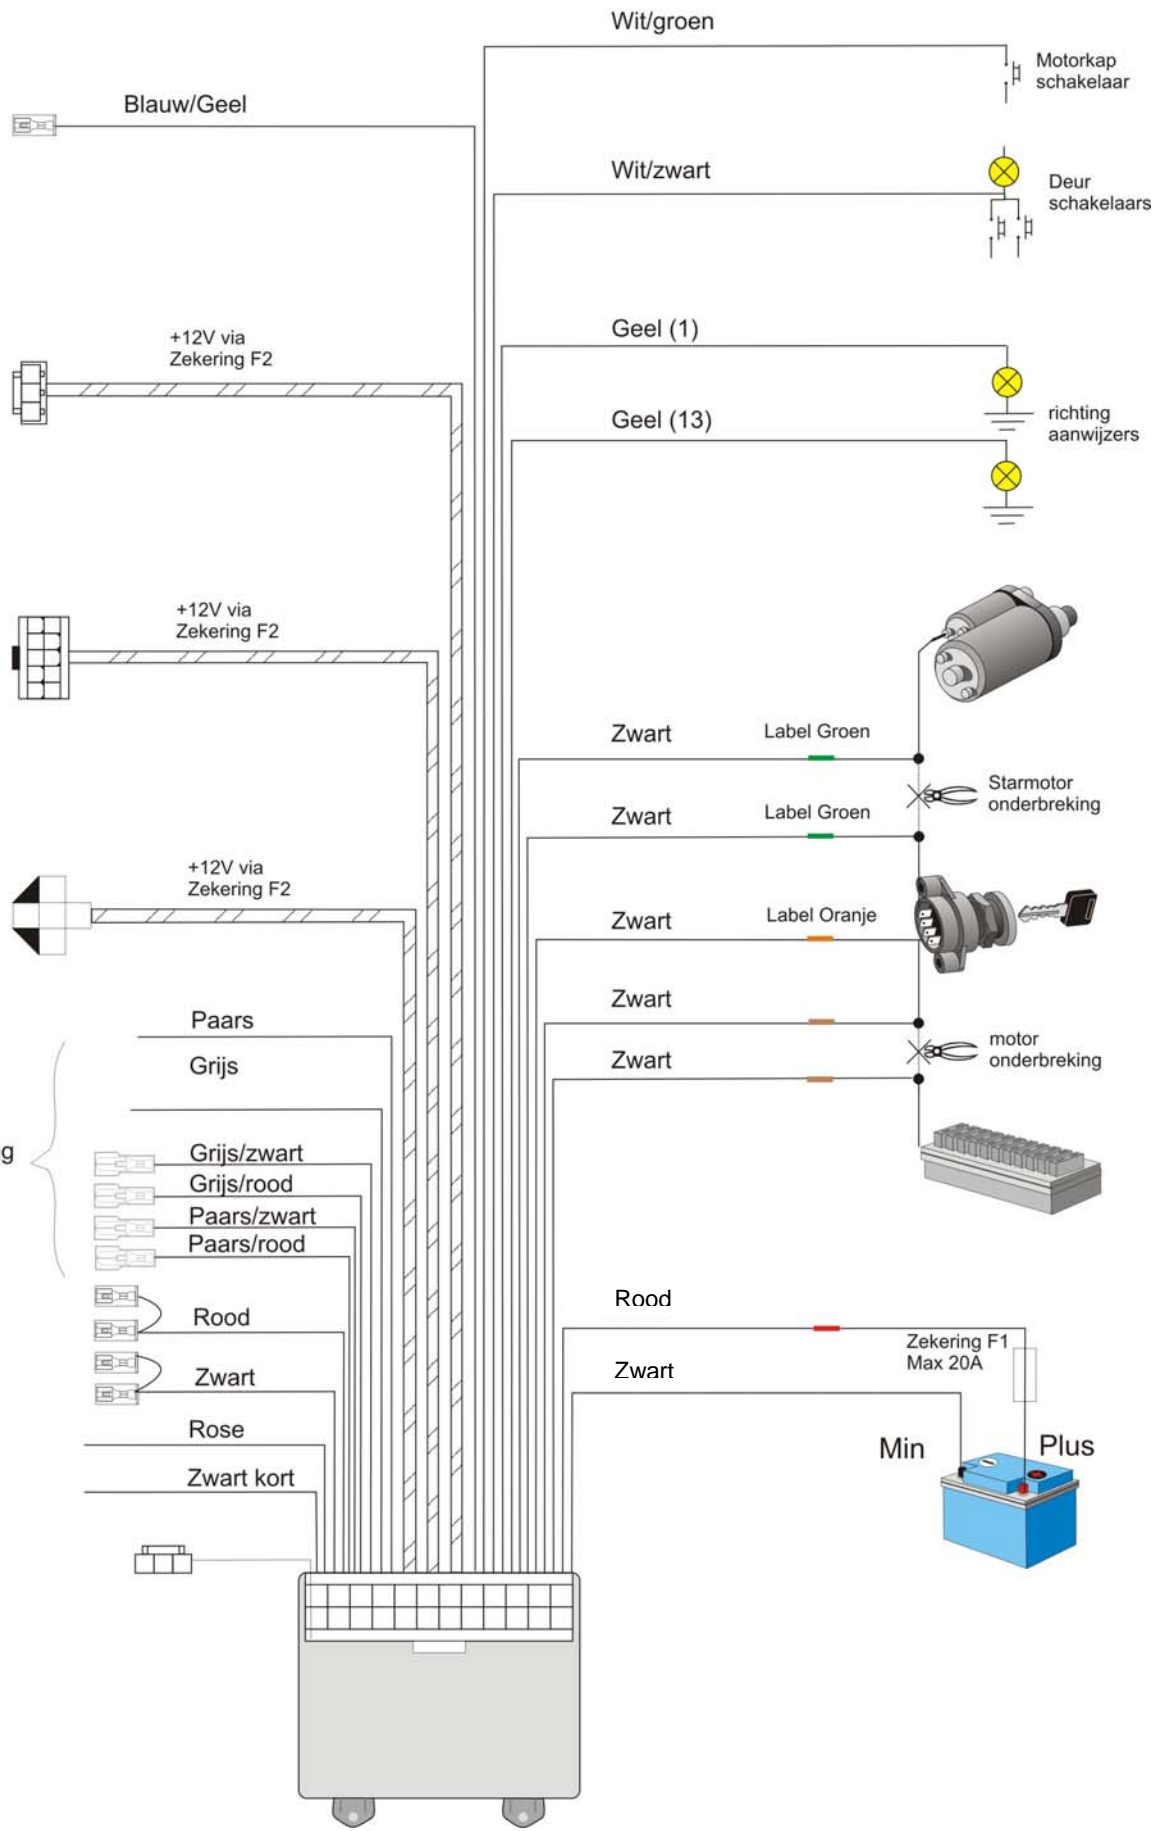 Wit/groen
Motorkap
schakelaar
Blauw/Geel
Wit/zwart
Deur
schakelaars
Geel (1)
+12V via
Zekering F2
richting
aanwijzers
Geel (13)
+12V via
Zekering F2
Zwart
Label Groen
Starmotor
onderbreking
Zwart
Label Groen
+12V via
Zekering F2
Zwart
Label Oranje
Zwart
Paars
motor
onderbreking
Zwart
Grijs
g
Grijs/zwart
Grijs/rood
Paars/zwart
Paars/rood
Rood
Rood
Zekering F1
Max 20A
Zwart
Zwart
Rose
Min
Plus
Zwart kort